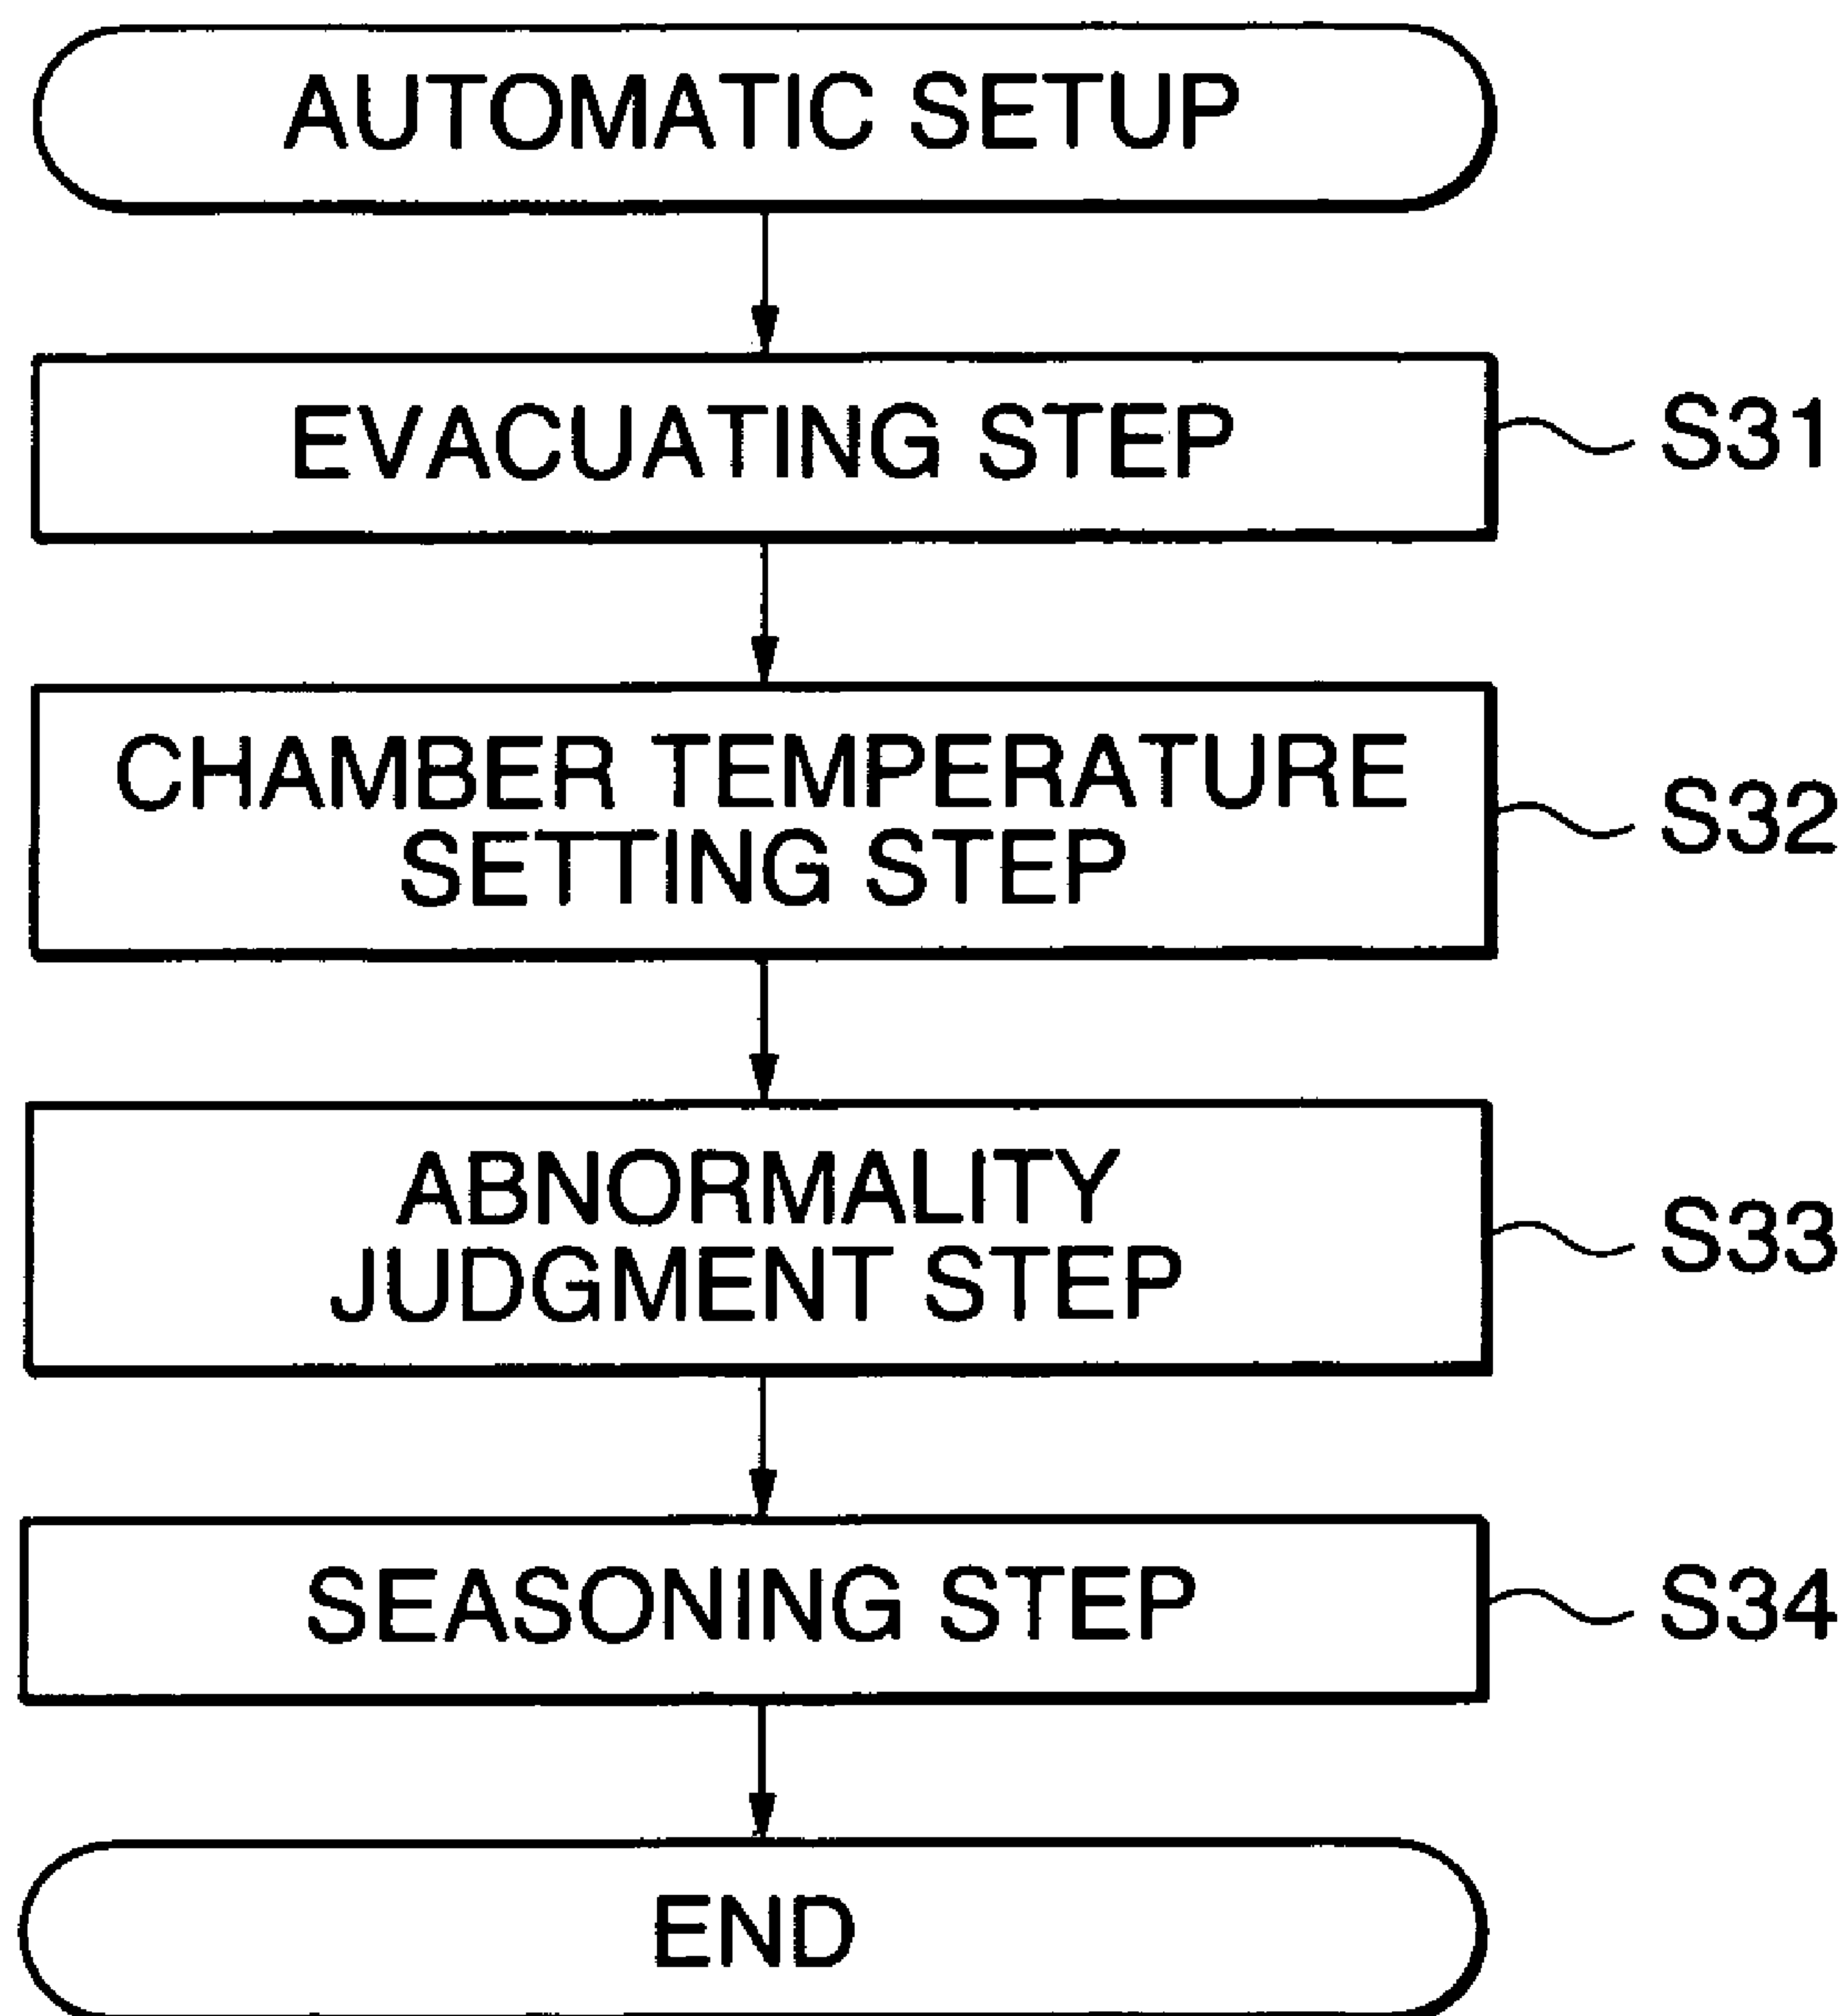 AUTOMATIC SETUP
EVACUATING STEP
S31
CHAMBER TEMPERATURE
SETTING STEP
S32
ABNORMALITY
JUDGMENT STEP
S33
SEASONING STEP
S34
END